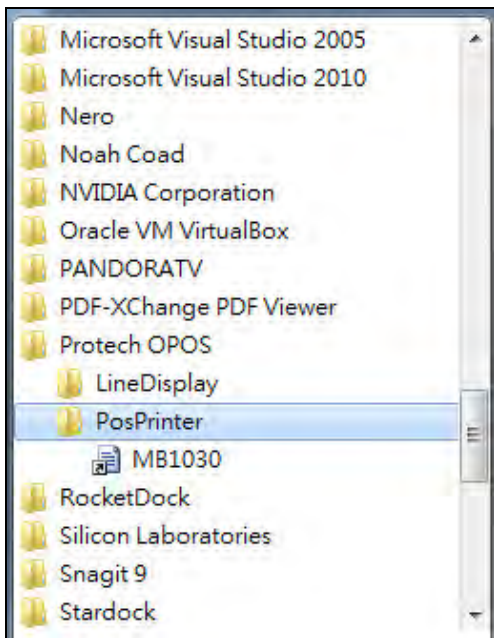 Microsoft Visual Studio 2005
Microsoft Visual Studio 2010
Nero
Noah Coad
NVIDIA Corporation
Oracle VM VirtualBox
PANDORATV
PDF-XChange PDF Viewer
Protech OPOS
LineDisplay
PosPrinter
MB1030
RocketDock
Silicon Laboratories
Snagit 9
Stardock